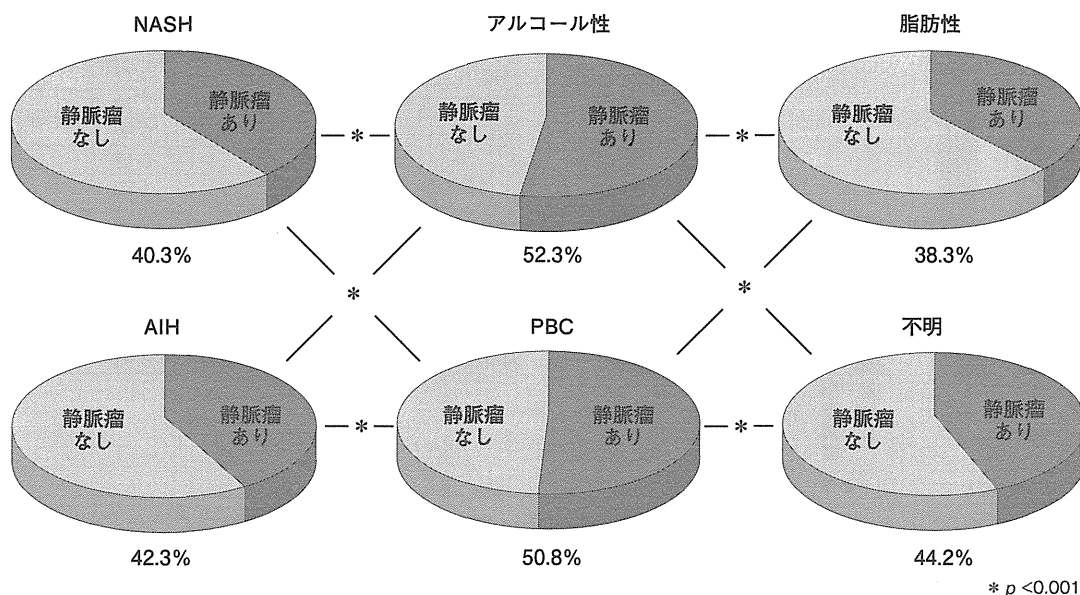 NASH
アルコール性
脂肪性
静脈瘤
なし
静脈瘤
あり
＊
静脈瘤
なし
静脈瘤
あり
＊
静脈瘤
なし
静脈瘤
あり
40.3%
52.3%
38.3%
＊
＊
AIH
PBC
不明
静脈瘤
なし
静脈瘤
あり
＊
静脈瘤
なし
静脈瘤
あり
＊
静脈瘤
なし
静脈瘤
あり
42.3%
50.8%
44.2%
＊ p <0.001